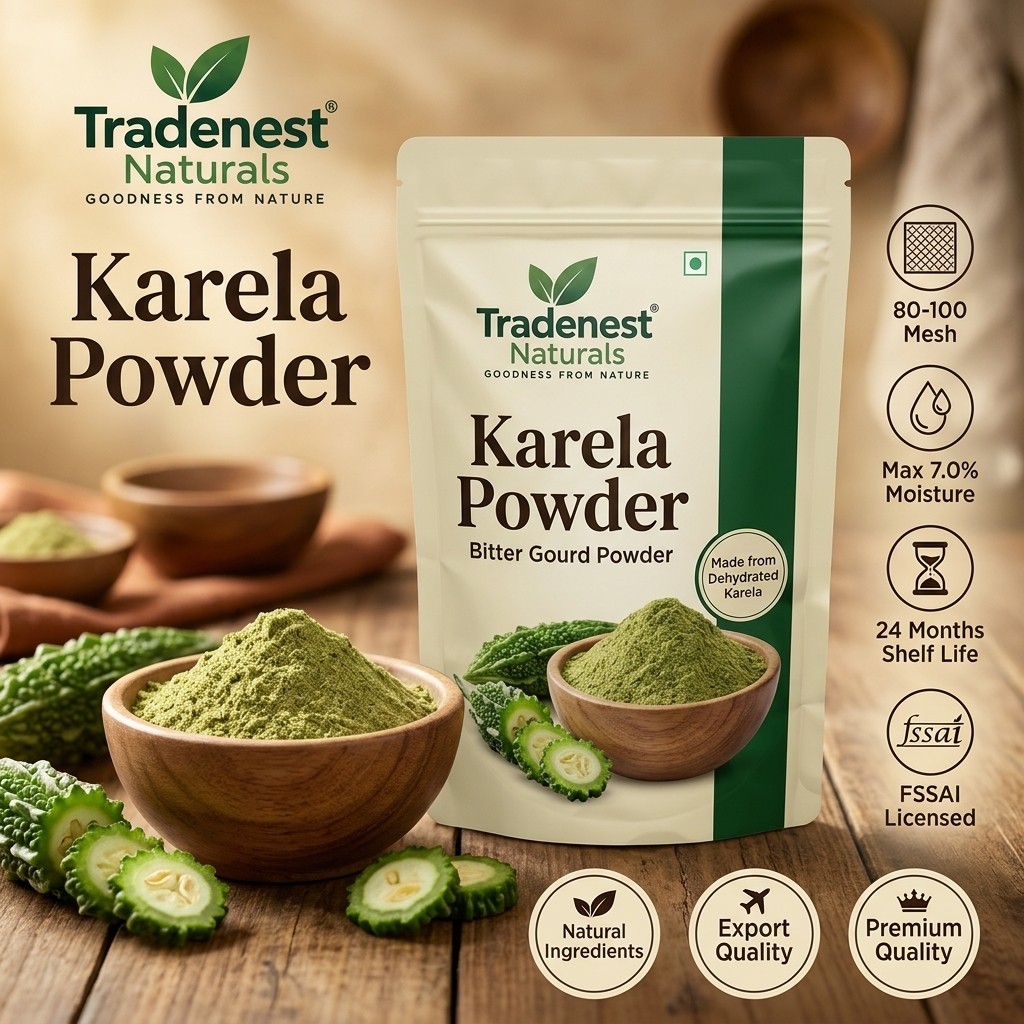 Tradenest®
Naturals
GOODNESS FROM NATURE
Karela
Powder
Tradenest®
Naturals
GOODNESS FROM NATURE
Karela
Powder
Bitter Gourd Powder
Made from
Dehydrated
Karela
80-100
Mesh
Max 7.0%
Moisture
24 Months
Shelf Life
fssai
FSSAI
Licensed
Natural
Ingredients
Export
Quality
Premium
Quality